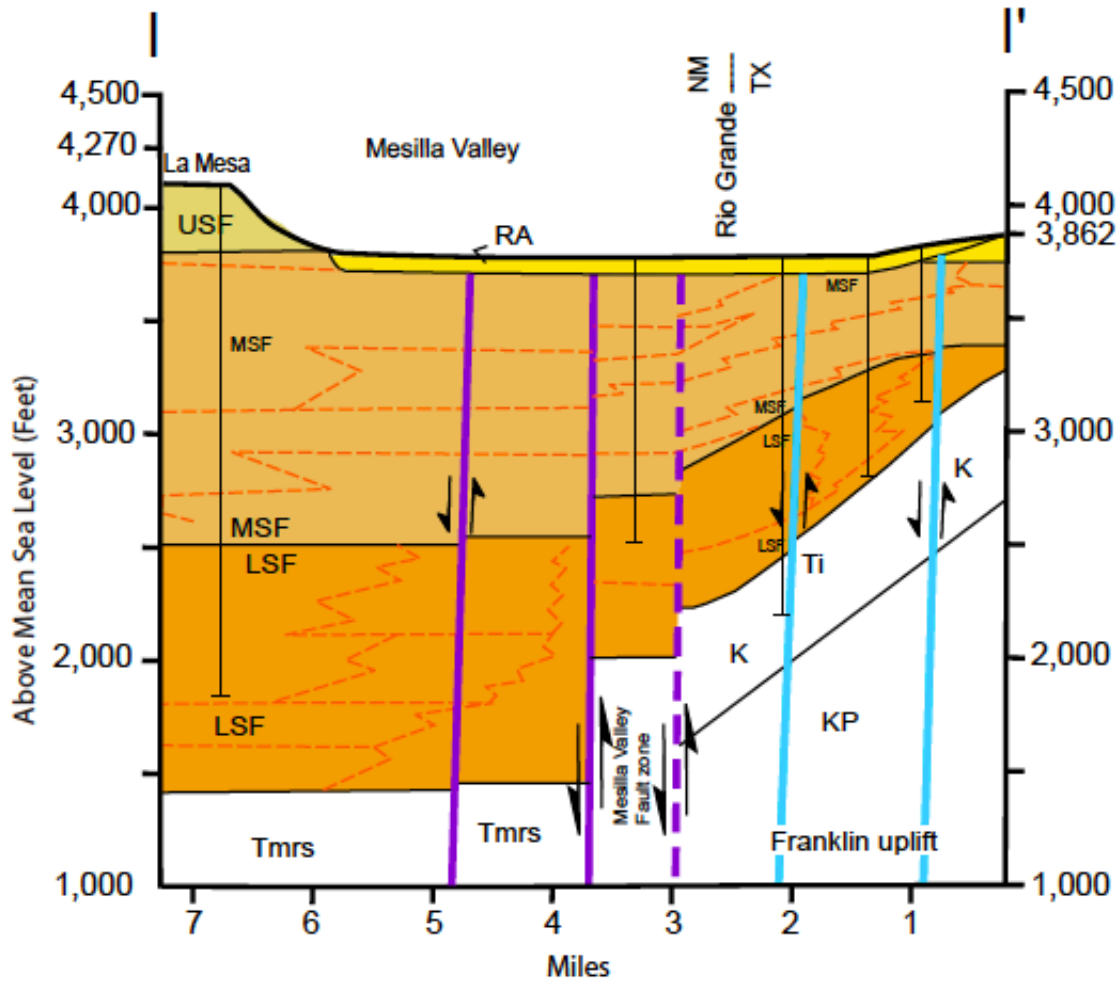 I
I'
NM
TX
Rio Grande
4,500
4,500
4,270
Mesilla Valley
La Mesa
4,000
4,000
USF
RA
3,862
MSF
MSF
3,000
MSF
LSF
3,000
K
MSF
LSF
LSF
Ti
2,000
K
2,000
LSF
Mesilla Valley
Fault zone
KP
Tmrs
Tmrs
Franklin uplift
1,000
1,000
7
6
5
4
3
2
1
Miles
Above Mean Sea Level (Feet)